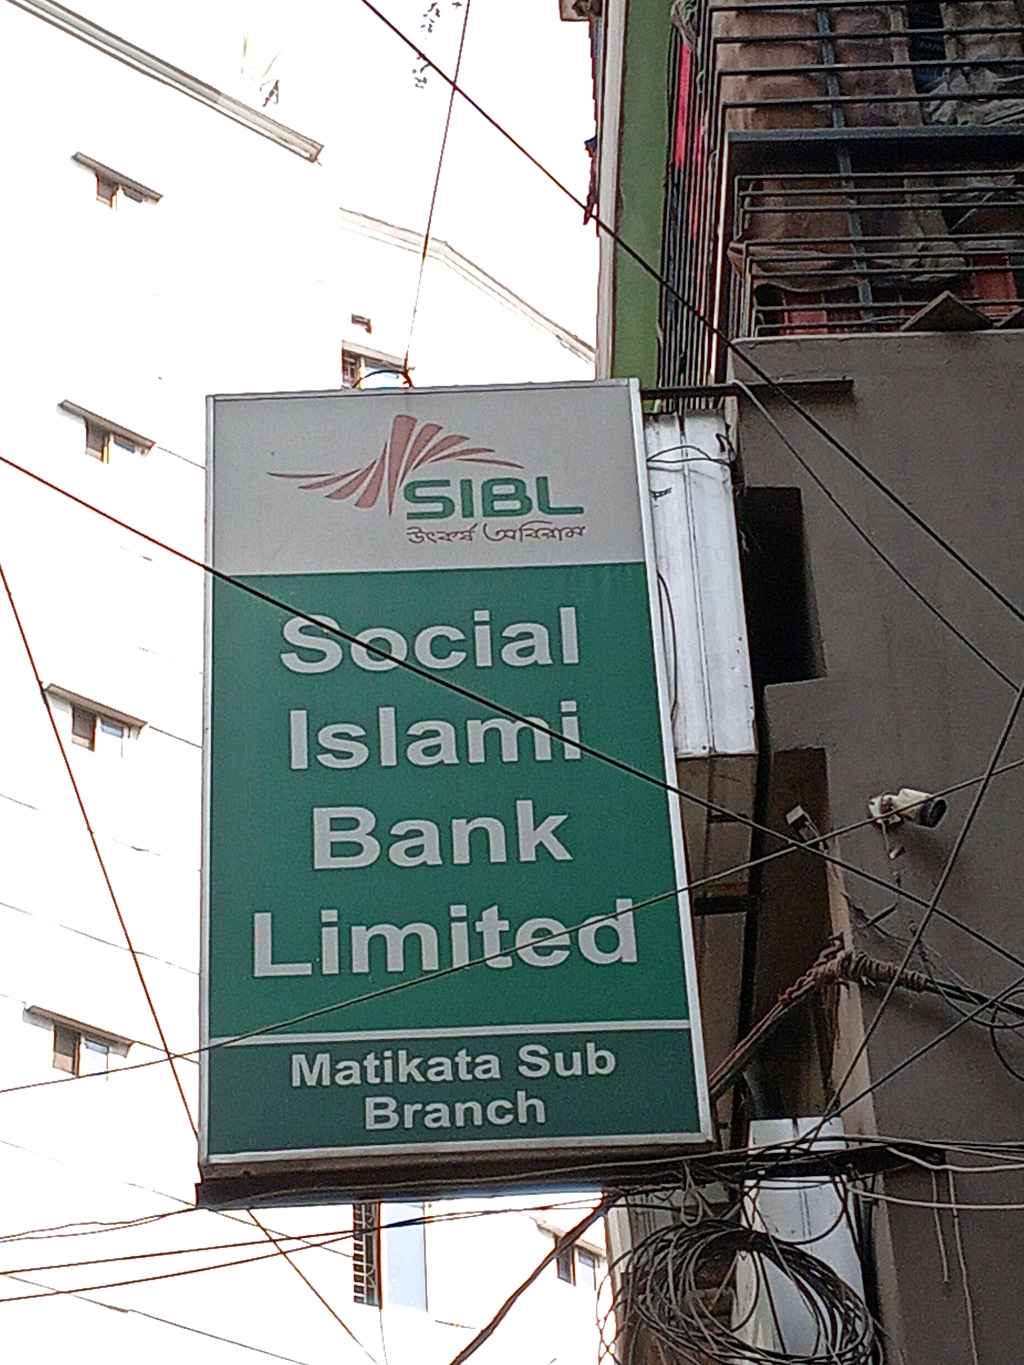 SIBL
উৎকর্ষে অবিরাম
Social
Islami
Bank
Limited
Matikata Sub
Branch